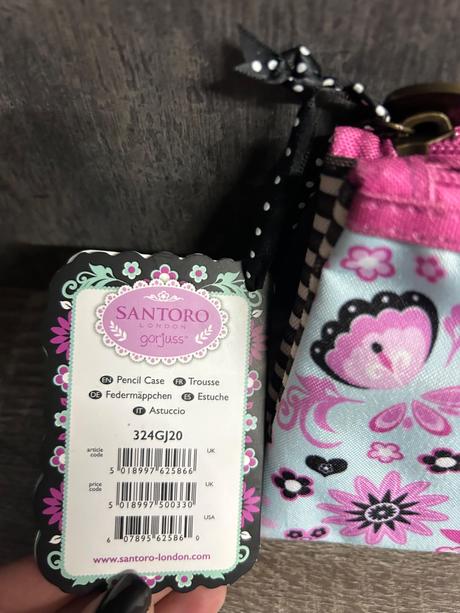 SANTORO
LONDON
gorjuss™
EN Pencil Case FR Trousse
DE Federmäppchen ES Estuche
IT Astuccio
324GJ20
article code 5 018997 625866 UK
price code 5 018997 500330 UK
6 07895 62586 0 USA
www.santoro-london.com